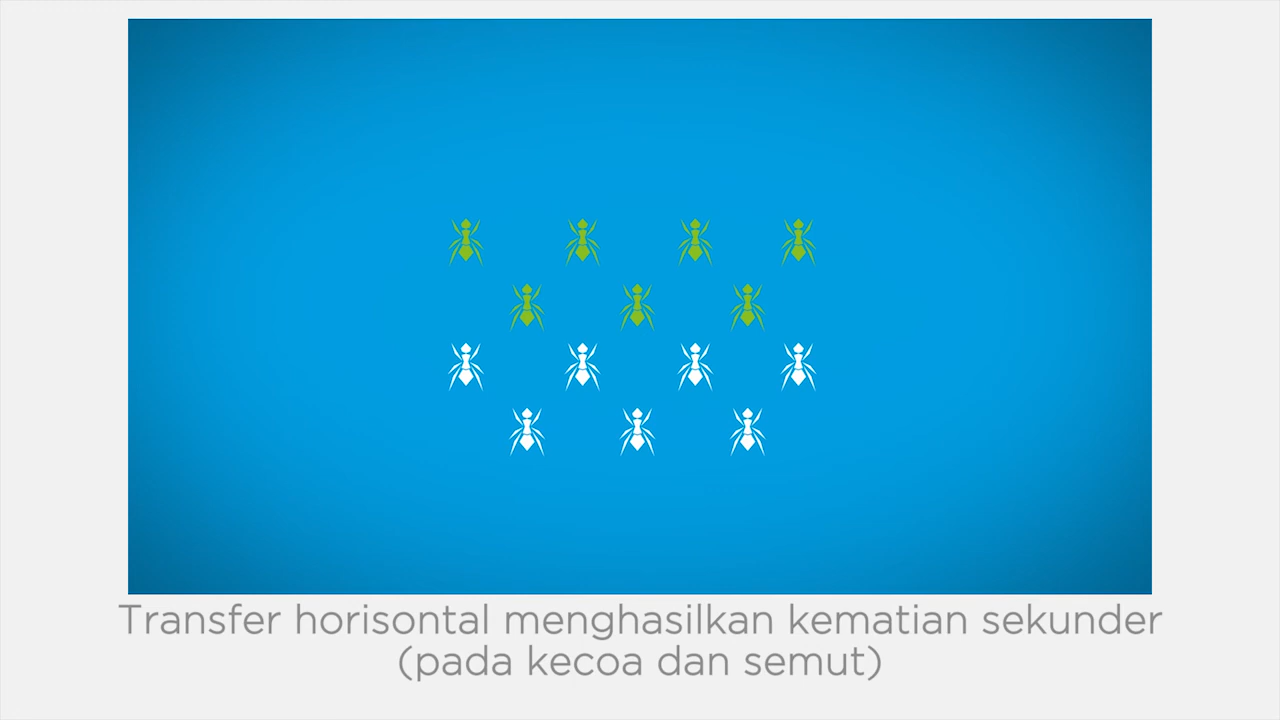 Transfer horisontal menghasilkan kematian sekunder
(pada kecoa dan semut)